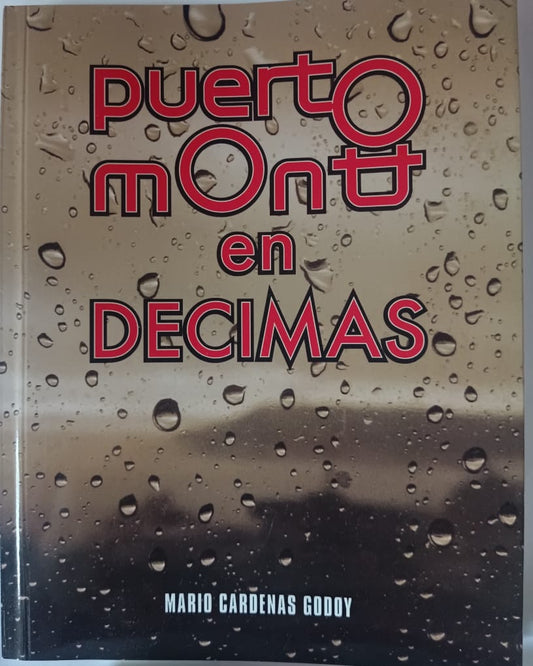 puerto
montt
en
DECIMAS
MARIO CARDENAS GODOY